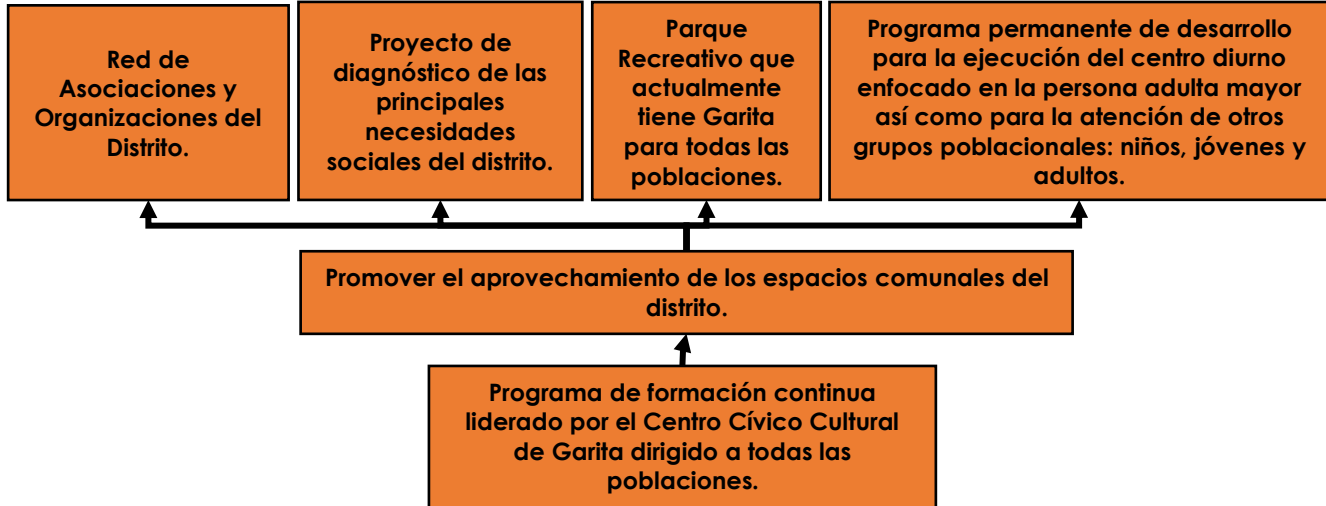 Red de
Asociaciones y
Organizaciones del
Distrito.
Proyecto de
diagnóstico de las
principales
necesidades
sociales del distrito.
Parque
Recreativo que
actualmente
tiene Garita
para todas las
poblaciones.
Programa permanente de desarrollo
para la ejecución del centro diurno
enfocado en la persona adulta mayor
así como para la atención de otros
grupos poblacionales: niños, jóvenes y
adultos.
Promover el aprovechamiento de los espacios comunales del
distrito.
Programa de formación continua
liderado por el Centro Cívico Cultural
de Garita dirigido a todas las
poblaciones.